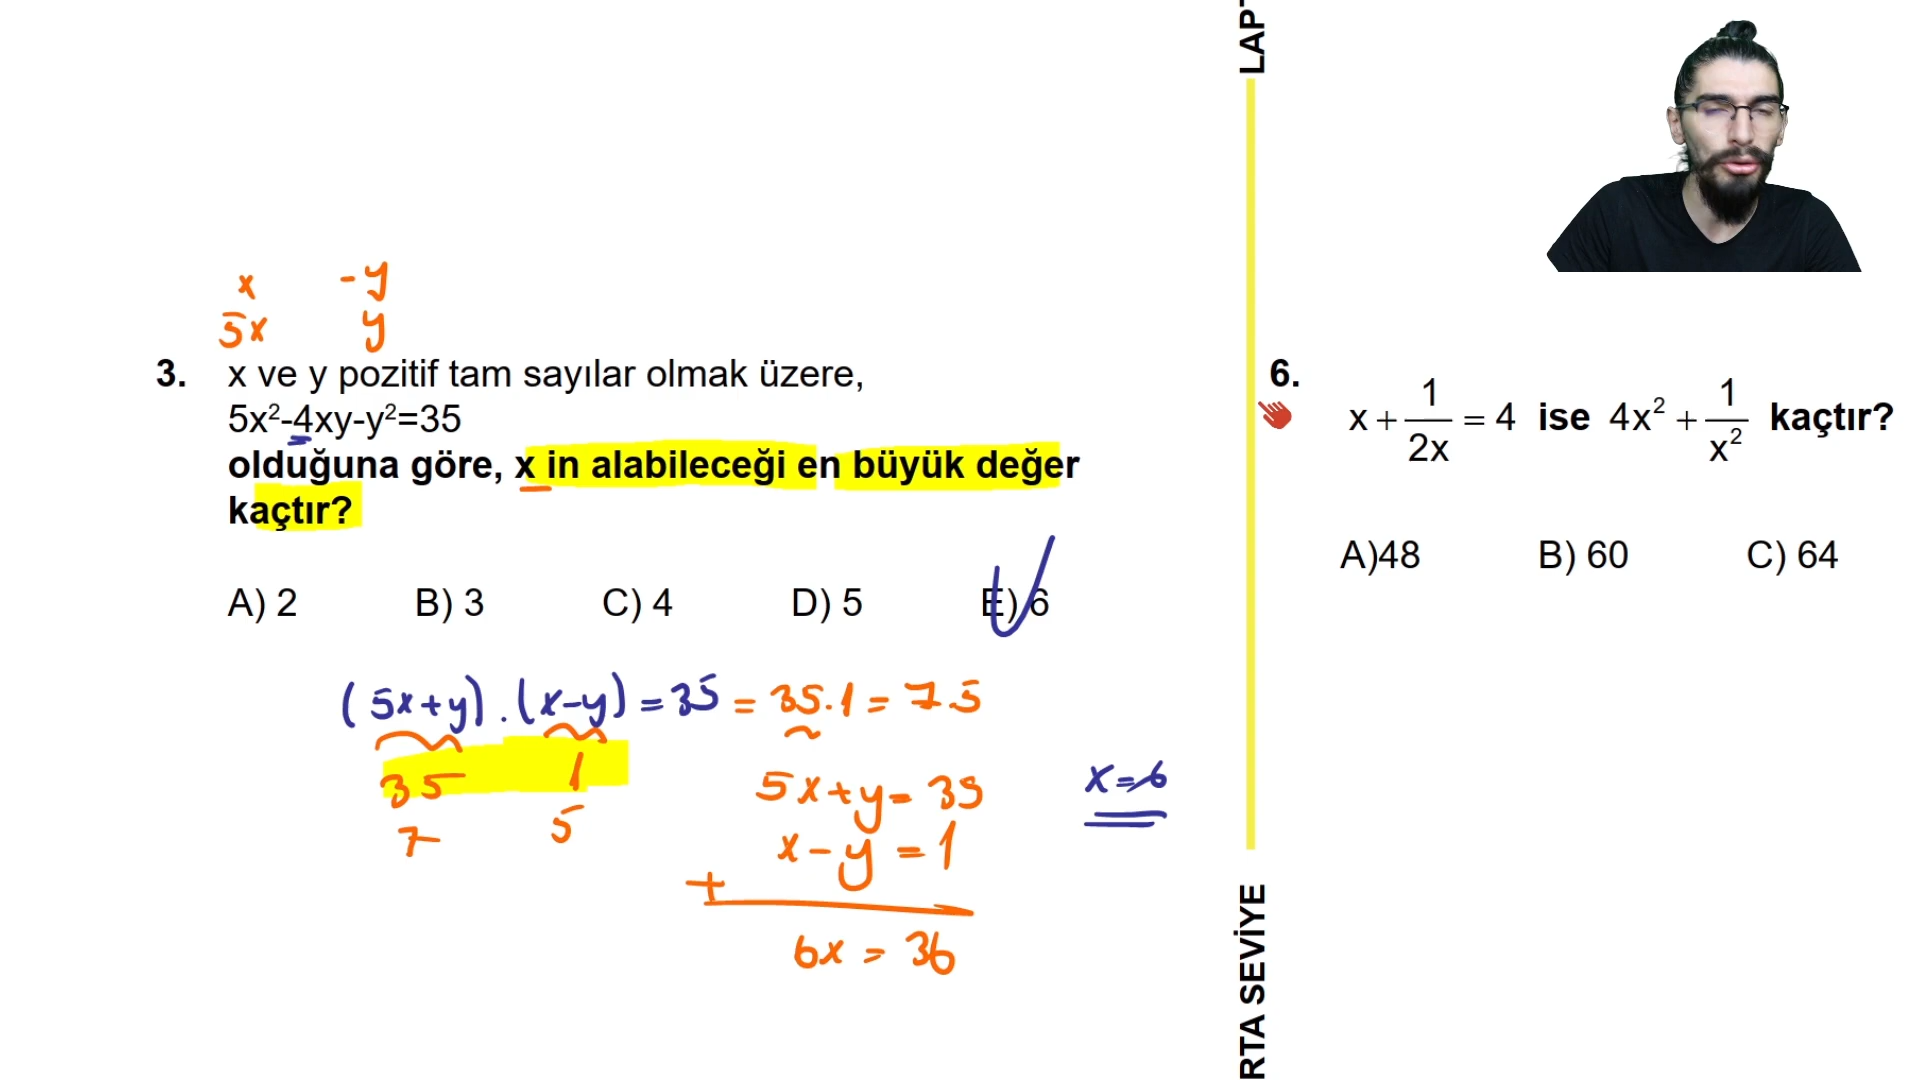 x -y
5x y
3. x ve y pozitif tam sayılar olmak üzere,
5x²-4xy-y²=35
olduğuna göre, x in alabileceği en büyük değer
kaçtır?
A) 2 B) 3 C) 4 D) 5 E) 6
(5x+y).(x-y)=35=35.1=7.5
35 1
7 5
5x+y=35
x-y=1
+
6x=36
x=6
LAP
RTA SEVİYE
6. x+1/2x=4 ise 4x²+1/x² kaçtır?
A)48 B) 60 C) 64